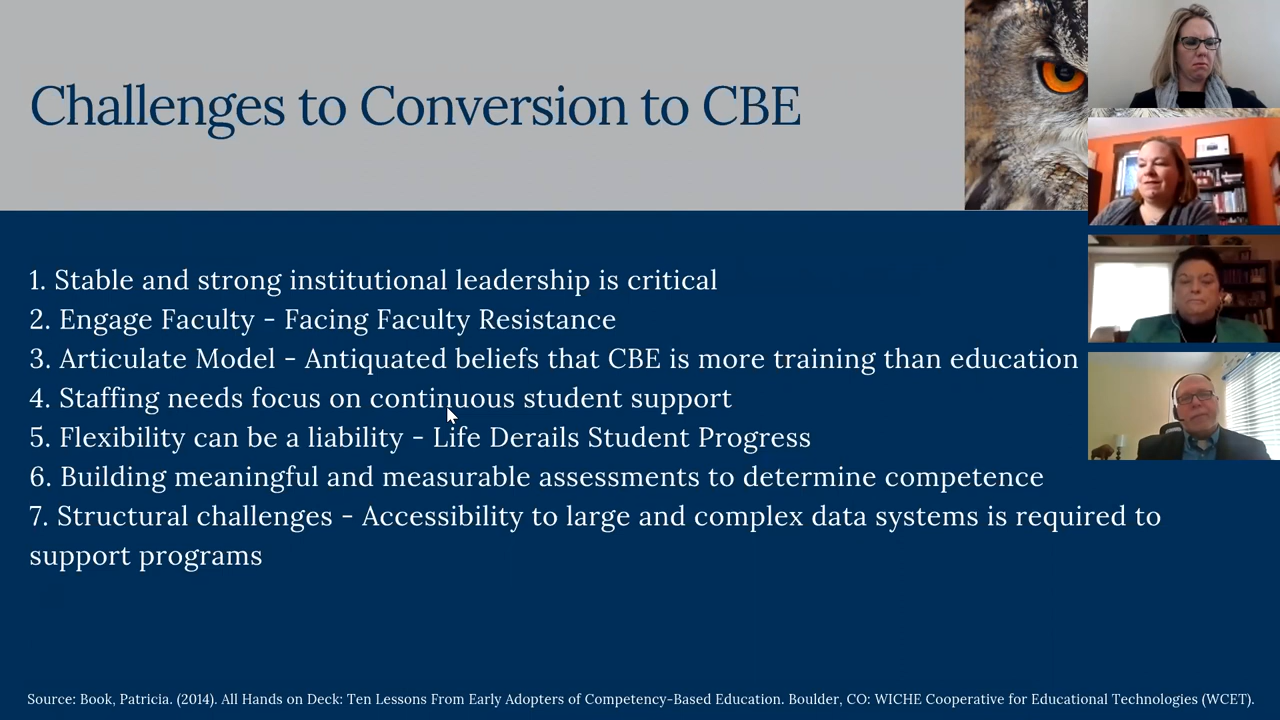 Challenges to Conversion to CBE
1. Stable and strong institutional leadership is critical
2. Engage Faculty - Facing Faculty Resistance
3. Articulate Model - Antiquated beliefs that CBE is more training than education
4. Staffing needs focus on continuous student support
5. Flexibility can be a liability - Life Derails Student Progress
6. Building meaningful and measurable assessments to determine competence
7. Structural challenges - Accessibility to large and complex data systems is required to
support programs
Source: Book, Patricia. (2014). All Hands on Deck: Ten Lessons From Early Adopters of Competency-Based Education. Boulder, CO: WICHE Cooperative for Educational Technologies (WCET).